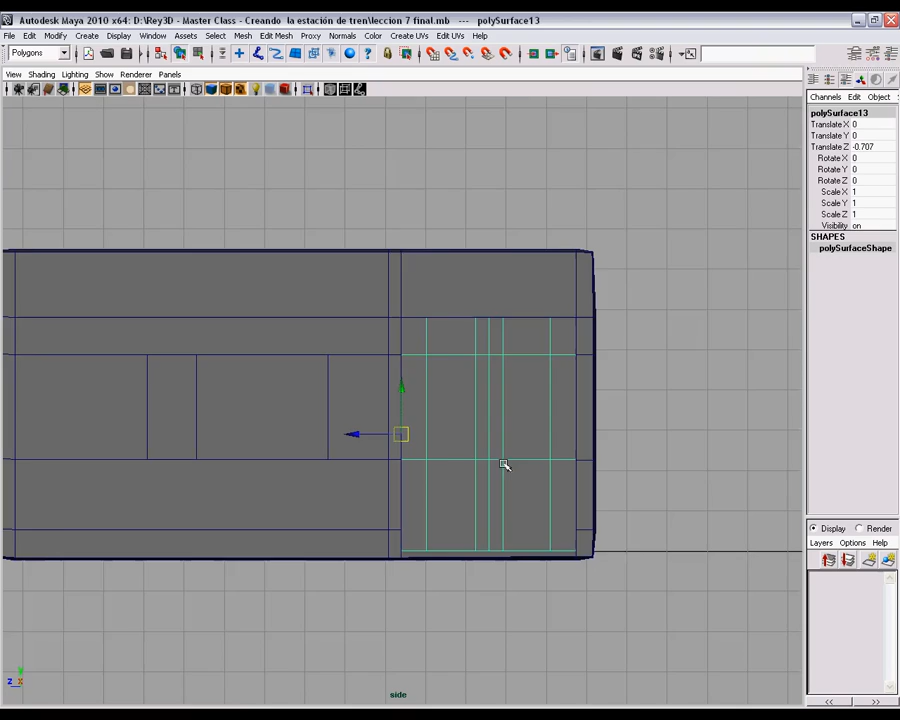 Autodesk Maya 2010 x64: D:\Rey3D - Master Class - Creando la estación de tren\leccion 7 final.mb --- polySurface13
File Edit Modify Create Display Window Assets Select Mesh Edit Mesh Proxy Normals Color Create UVs Edit UVs Help
Polygons
View Shading Lighting Show Renderer Panels
Channels Edit Object
polySurface13
Translate X 0
Translate Y 0
Translate Z -0.707
Rotate X 0
Rotate Y 0
Rotate Z 0
Scale X 1
Scale Y 1
Scale Z 1
Visibility on
SHAPES
polySurfaceShape
Display Render
Layers Options Help
y
z x
side
<< >>